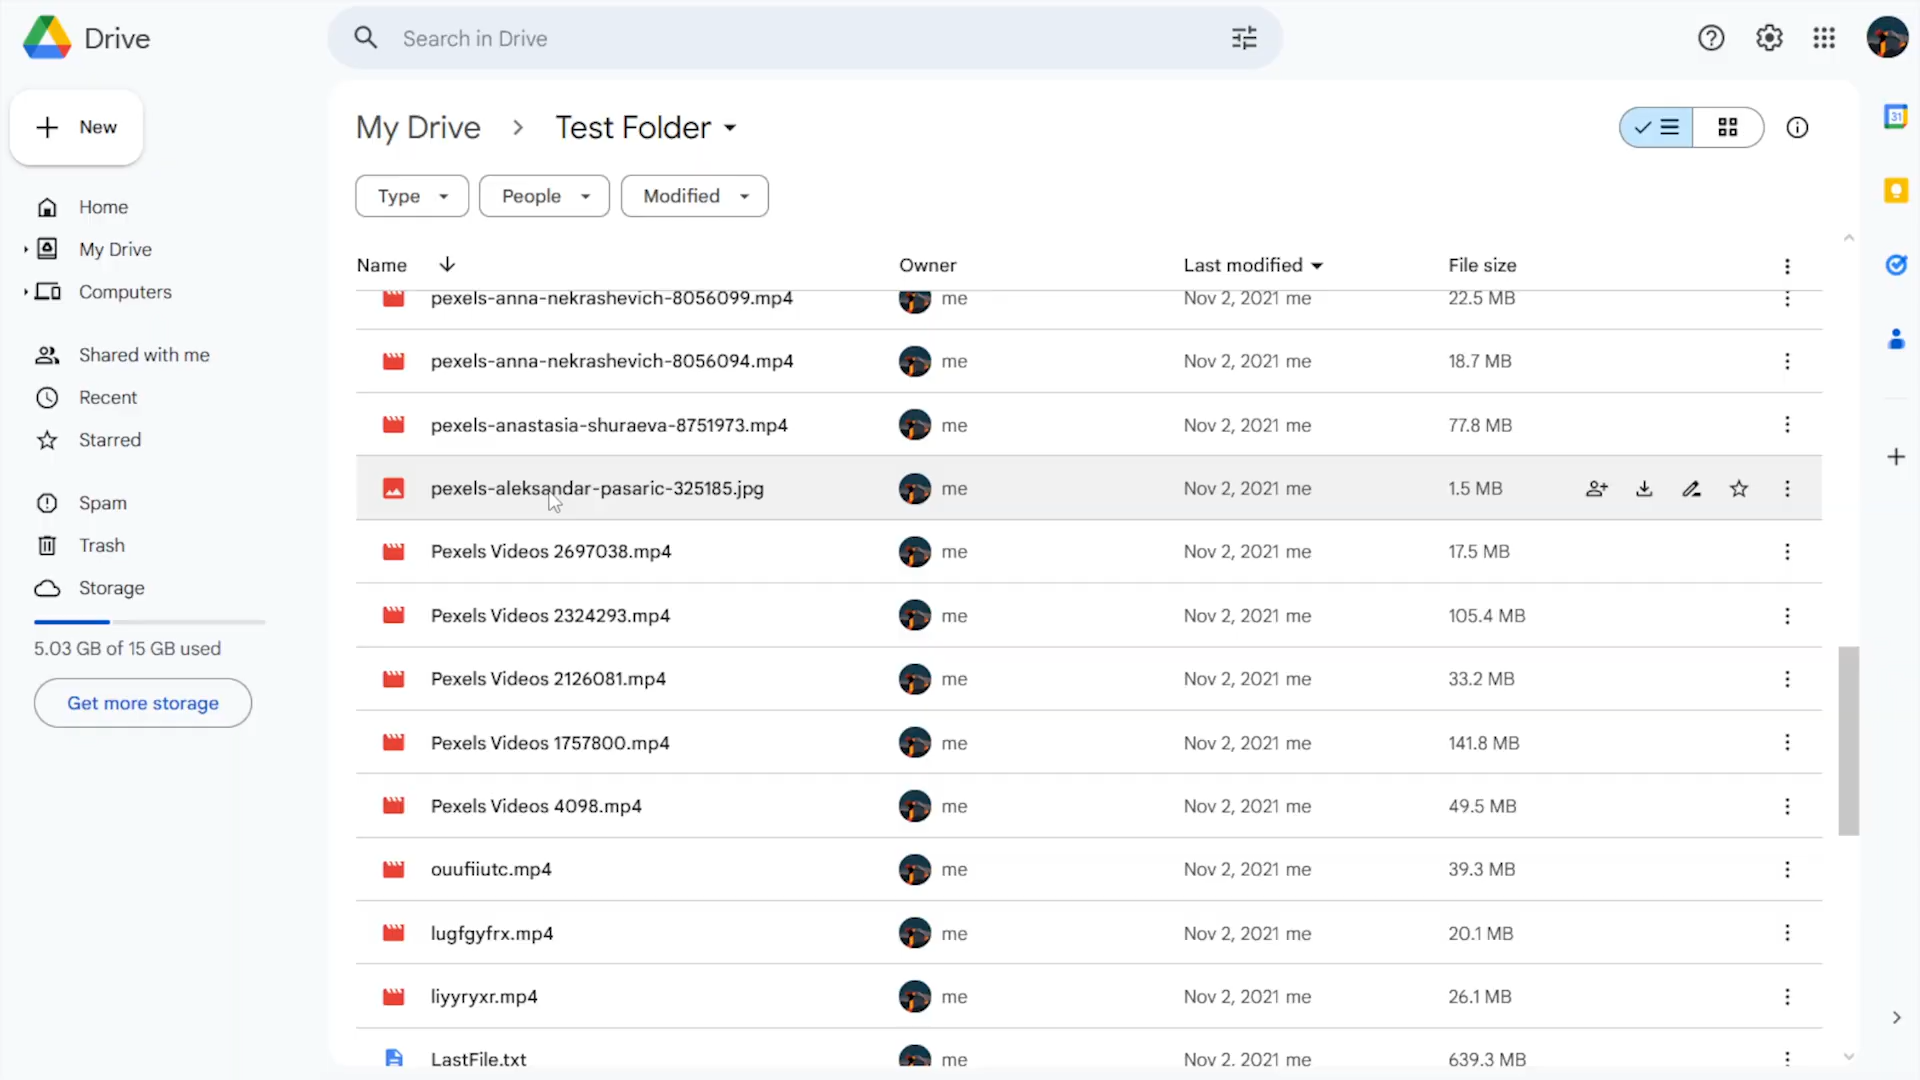 Drive
Search in Drive
New
Home
My Drive
Computers
Shared with me
Recent
Starred
Spam
Trash
Storage
5.03 GB of 15 GB used
Get more storage
My Drive > Test Folder
Type People Modified
Name Owner Last modified File size
pexels-anna-nekrashevich-8056099.mp4 me Nov 2, 2021 me 22.5 MB
pexels-anna-nekrashevich-8056094.mp4 me Nov 2, 2021 me 18.7 MB
pexels-anastasia-shuraeva-8751973.mp4 me Nov 2, 2021 me 77.8 MB
pexels-aleksandar-pasaric-325185.jpg me Nov 2, 2021 me 1.5 MB
Pexels Videos 2697038.mp4 me Nov 2, 2021 me 17.5 MB
Pexels Videos 2324293.mp4 me Nov 2, 2021 me 105.4 MB
Pexels Videos 2126081.mp4 me Nov 2, 2021 me 33.2 MB
Pexels Videos 1757800.mp4 me Nov 2, 2021 me 141.8 MB
Pexels Videos 4098.mp4 me Nov 2, 2021 me 49.5 MB
ouufiiutc.mp4 me Nov 2, 2021 me 39.3 MB
lugfgyfrx.mp4 me Nov 2, 2021 me 20.1 MB
liyyryxr.mp4 me Nov 2, 2021 me 26.1 MB
LastFile.txt me Nov 2, 2021 me 639.3 MB
31